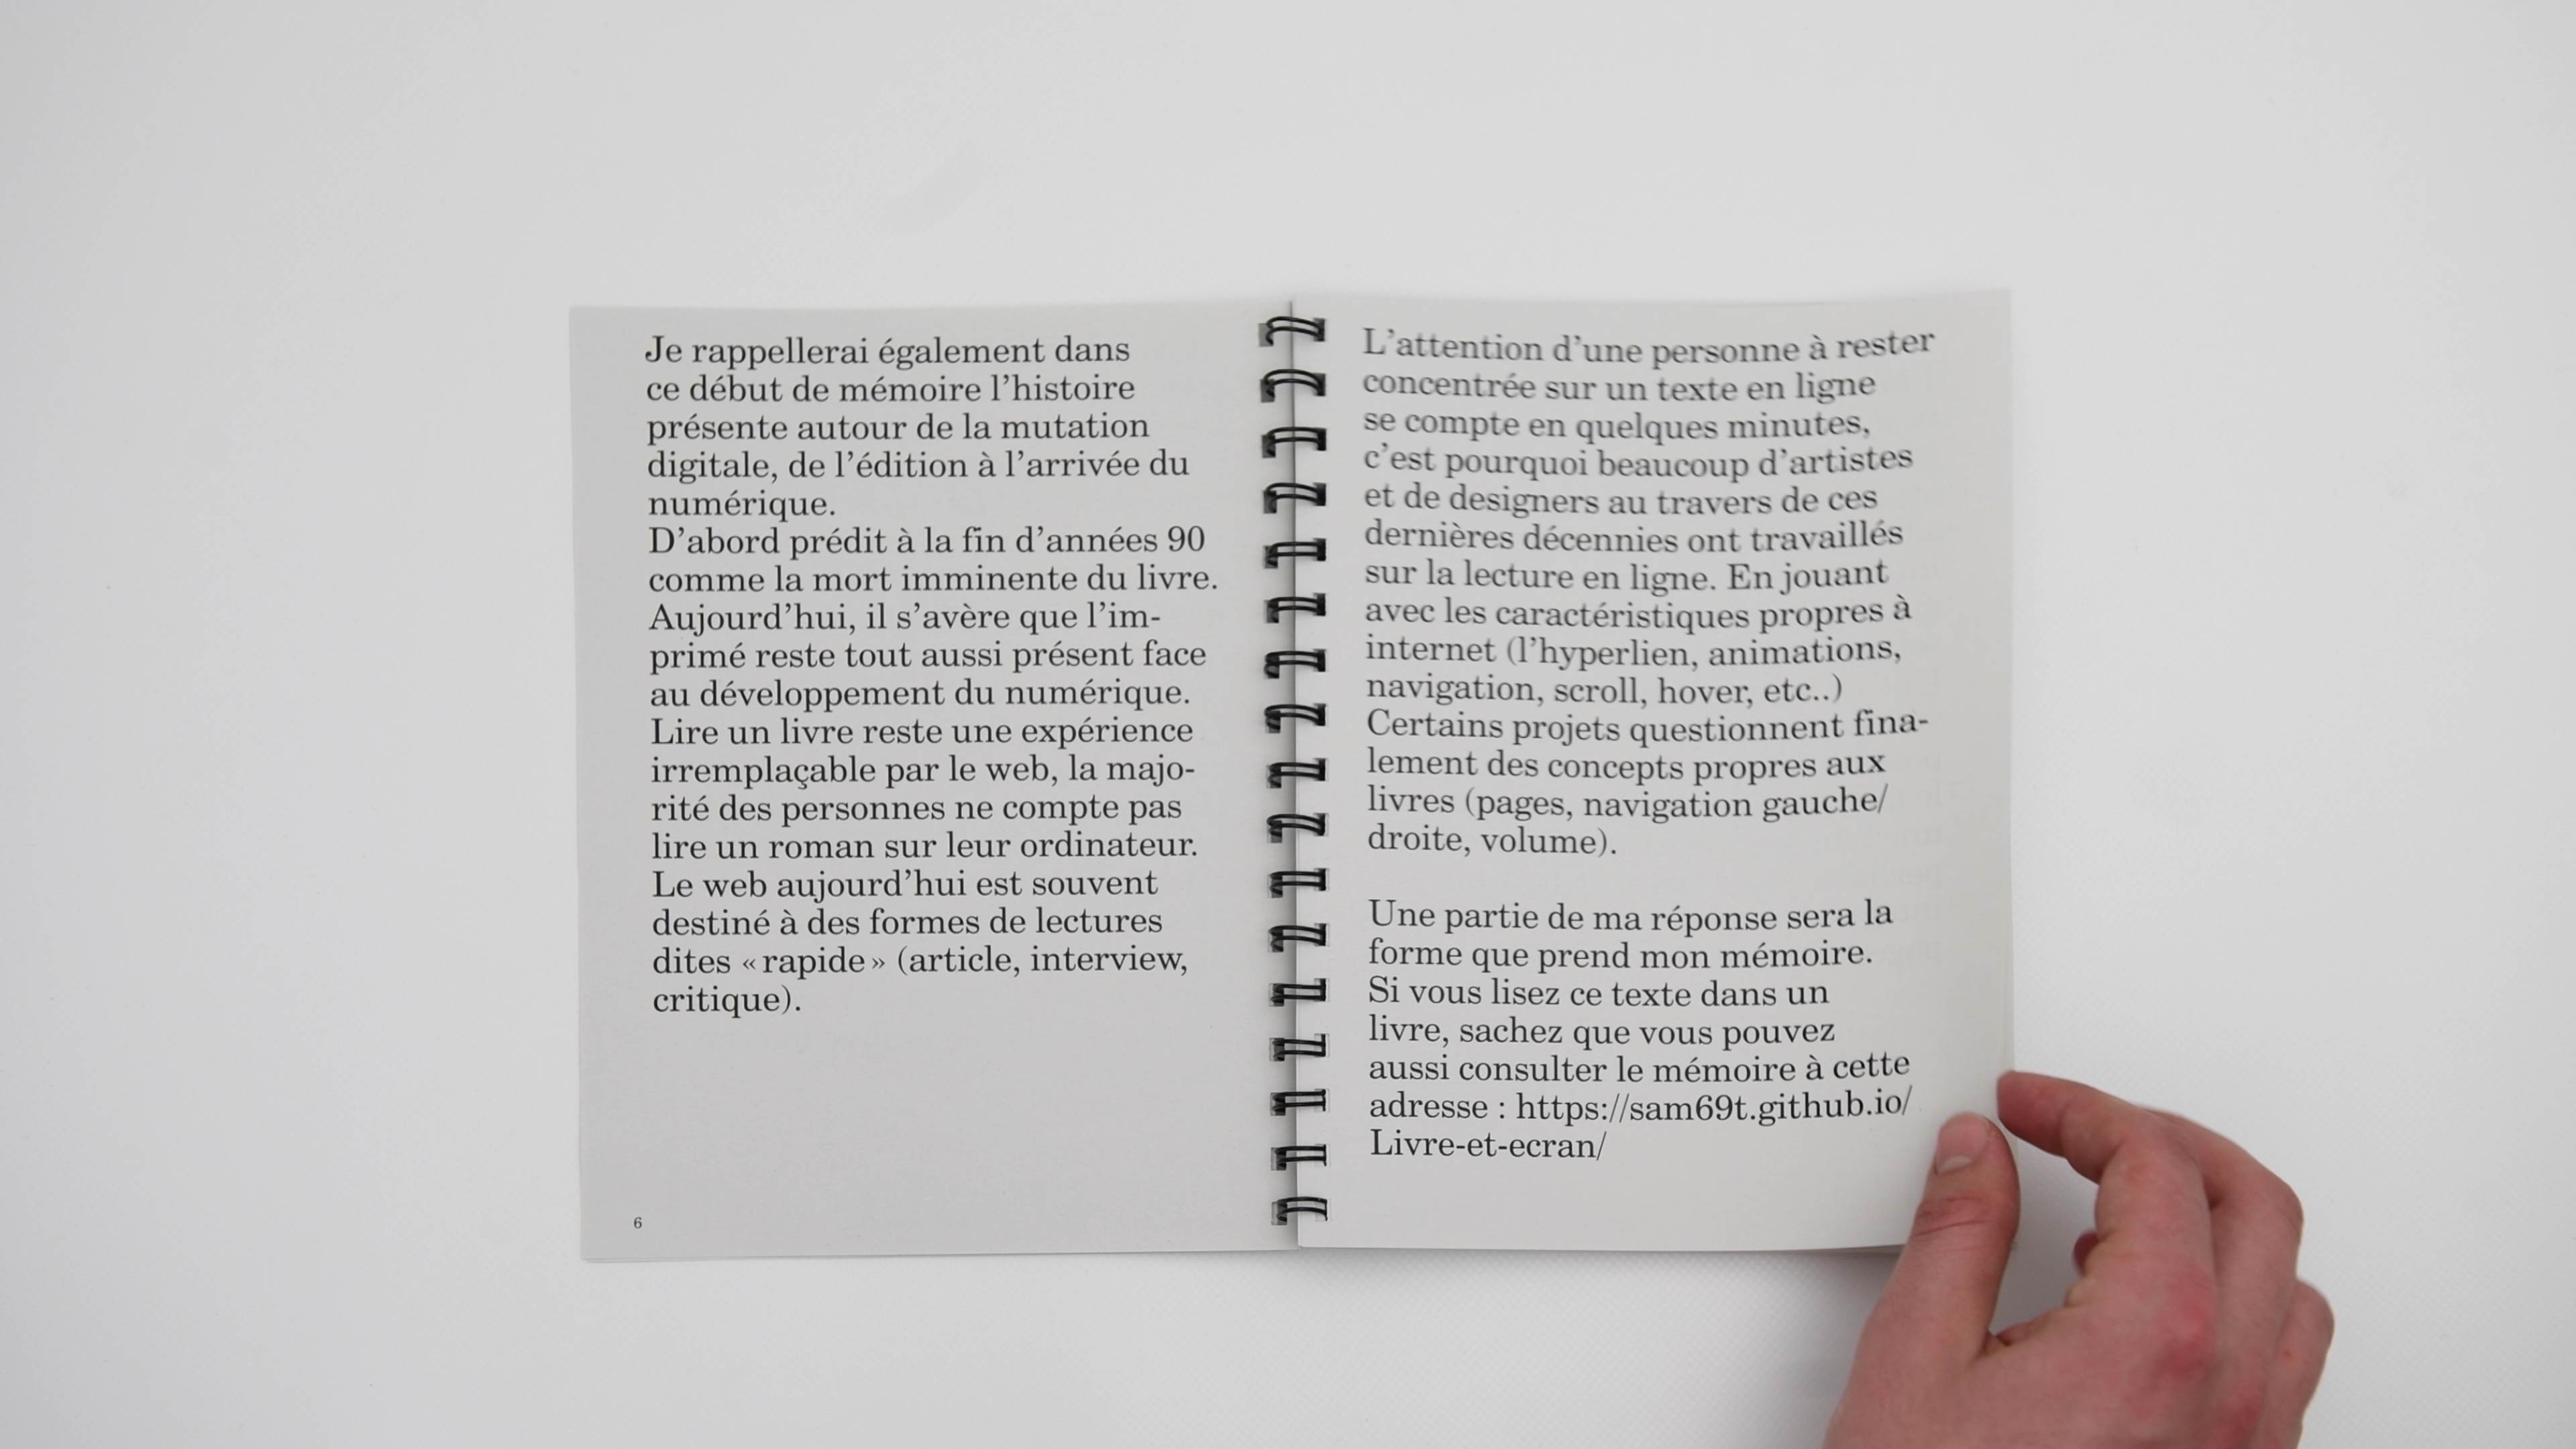 Je rappellerai également dans
ce début de mémoire l’histoire
présente autour de la mutation
digitale, de l’édition à l’arrivée du
numérique.
D’abord prédit à la fin d’années 90
comme la mort imminente du livre.
Aujourd’hui, il s’avère que l’im-
primé reste tout aussi présent face
au développement du numérique.
Lire un livre reste une expérience
irremplaçable par le web, la majo-
rité des personnes ne compte pas
lire un roman sur leur ordinateur.
Le web aujourd’hui est souvent
destiné à des formes de lectures
dites « rapide » (article, interview,
critique).
6
L’attention d’une personne à rester
concentrée sur un texte en ligne
se compte en quelques minutes,
c’est pourquoi beaucoup d’artistes
et de designers au travers de ces
dernières décennies ont travaillés
sur la lecture en ligne. En jouant
avec les caractéristiques propres à
internet (l’hyperlien, animations,
navigation, scroll, hover, etc..)
Certains projets questionnent fina-
lement des concepts propres aux
livres (pages, navigation gauche/
droite, volume).
Une partie de ma réponse sera la
forme que prend mon mémoire.
Si vous lisez ce texte dans un
livre, sachez que vous pouvez
aussi consulter le mémoire à cette
adresse : https://sam69t.github.io/
Livre-et-ecran/